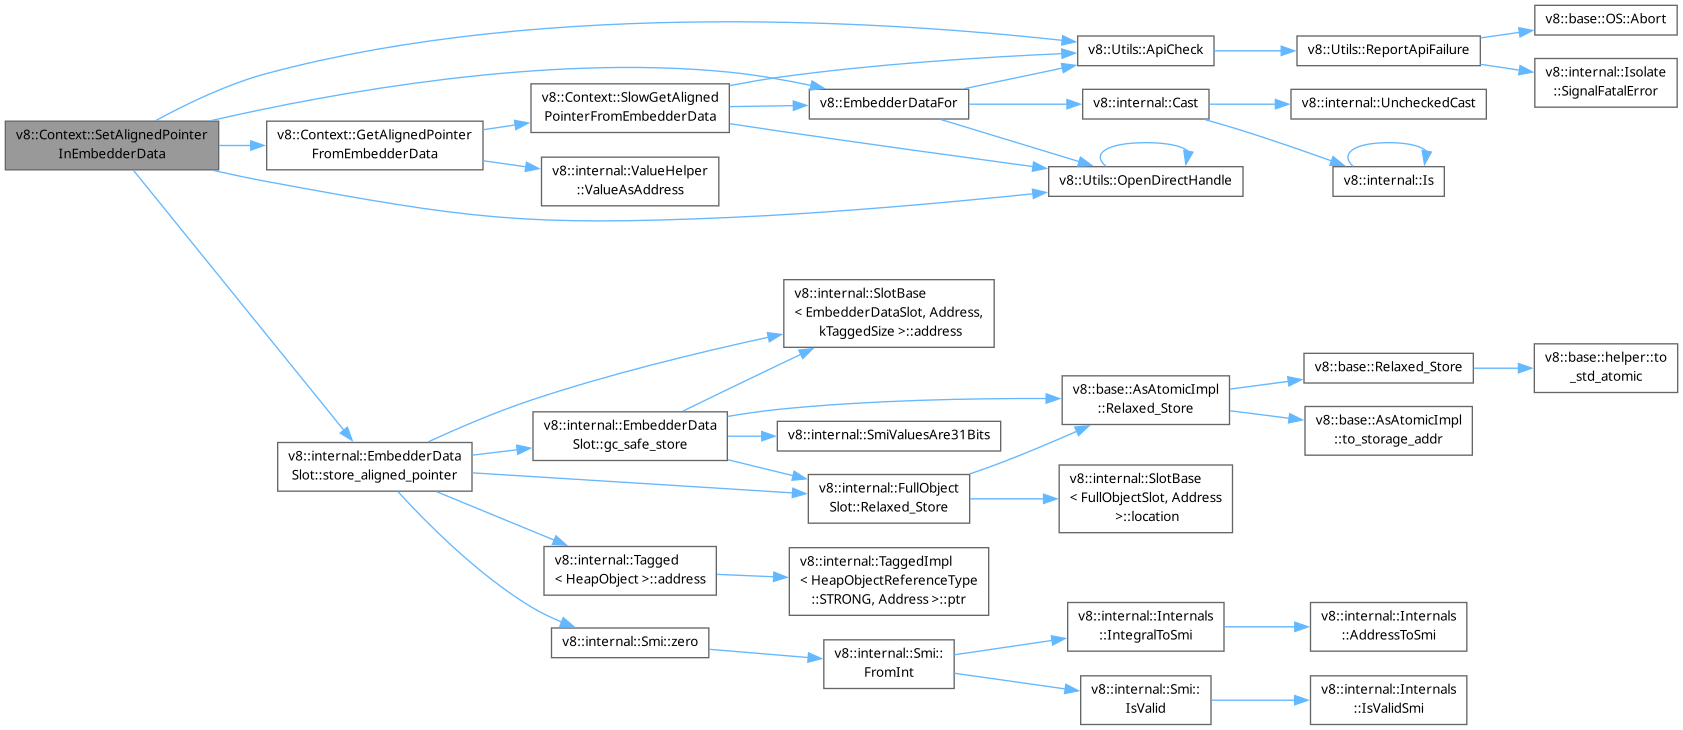 v8::Context::SetAlignedPointer
InEmbedderData
v8::Context::GetAlignedPointer
FromEmbedderData
v8::Context::SlowGetAligned
PointerFromEmbedderData
v8::internal::ValueHelper
::ValueAsAddress
v8::EmbedderDataFor
v8::Utils::ApiCheck
v8::internal::Cast
v8::Utils::OpenDirectHandle
v8::Utils::ReportApiFailure
v8::internal::UncheckedCast
v8::internal::Is
v8::base::OS::Abort
v8::internal::Isolate
::SignalFatalError
v8::internal::EmbedderData
Slot::store_aligned_pointer
v8::internal::SlotBase
< EmbedderDataSlot, Address,
kTaggedSize >::address
v8::internal::EmbedderData
Slot::gc_safe_store
v8::internal::SmiValuesAre31Bits
v8::internal::FullObject
Slot::Relaxed_Store
v8::base::AsAtomicImpl
::Relaxed_Store
v8::internal::SlotBase
< FullObjectSlot, Address
>::location
v8::base::Relaxed_Store
v8::base::AsAtomicImpl
::to_storage_addr
v8::base::helper::to
_std_atomic
v8::internal::Tagged
< HeapObject >::address
v8::internal::TaggedImpl
< HeapObjectReferenceType
::STRONG, Address >::ptr
v8::internal::Smi::zero
v8::internal::Smi::
FromInt
v8::internal::Internals
::IntegralToSmi
v8::internal::Internals
::AddressToSmi
v8::internal::Smi::
IsValid
v8::internal::Internals
::IsValidSmi